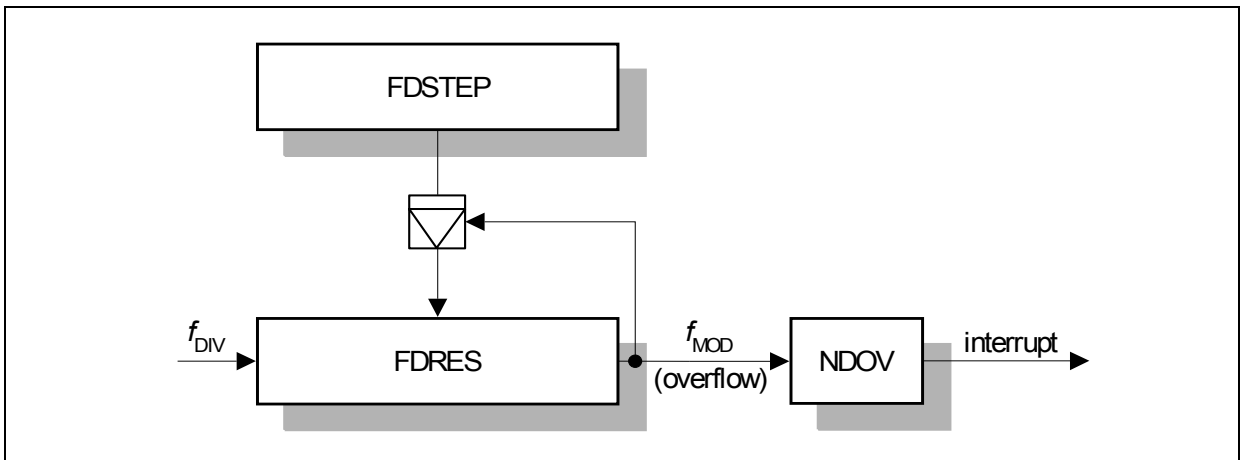 FDSTEP
fDIV
FDRES
fMOD
(overflow)
NDOV
interrupt